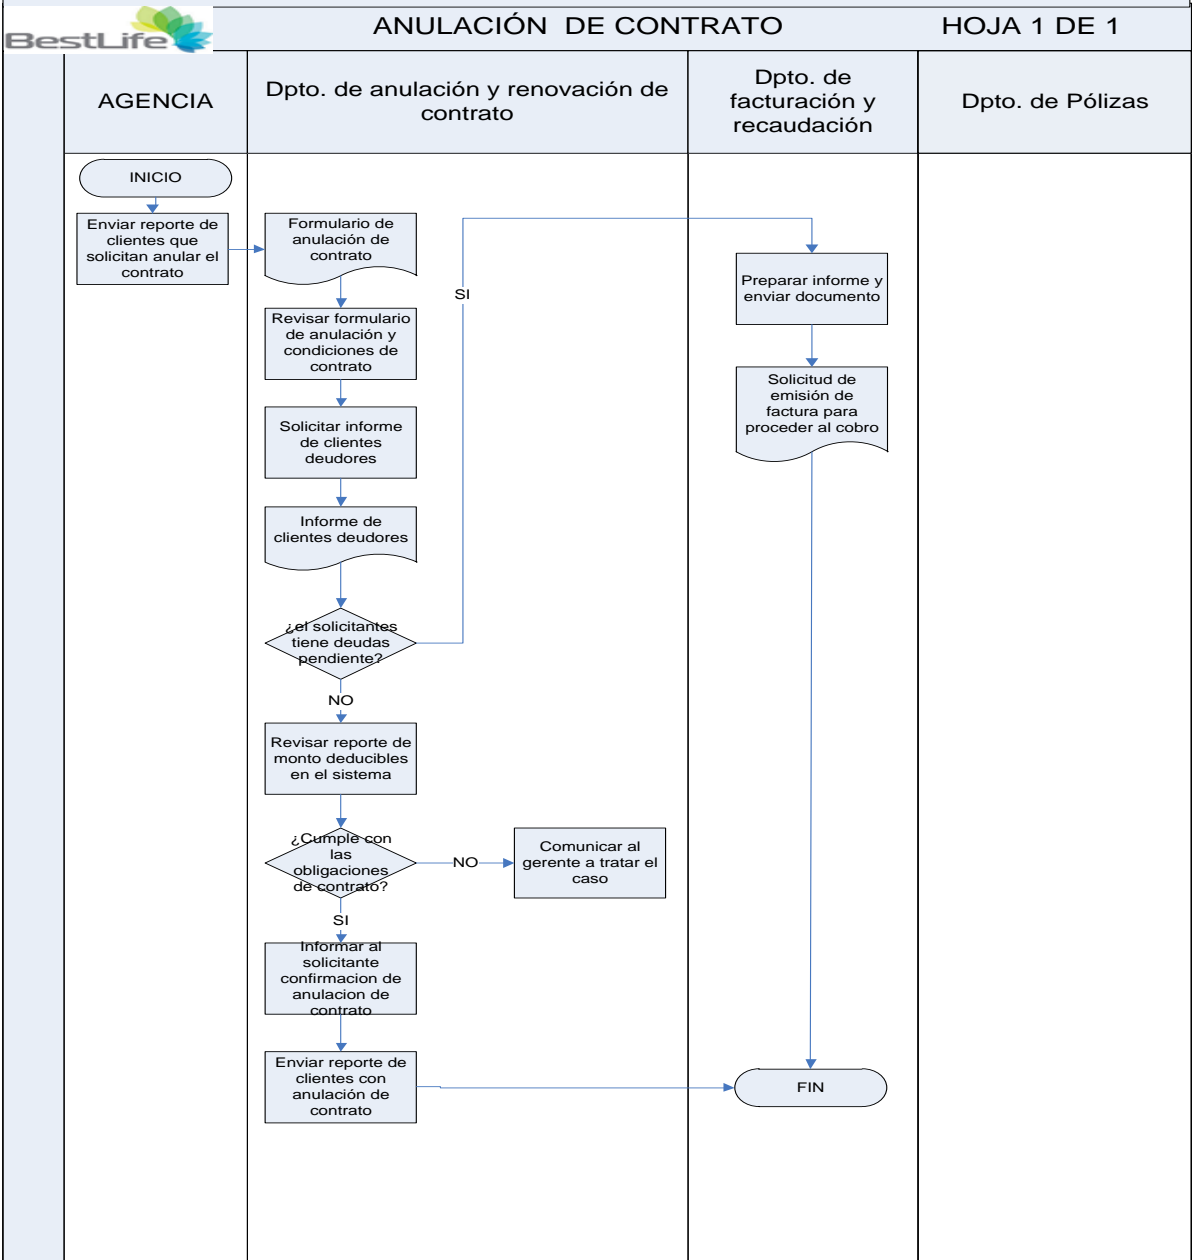 BestLife
ANULACIÓN DE CONTRATO
HOJA 1 DE 1
AGENCIA
Dpto. de anulación y renovación de
contrato
Dpto. de
facturación y
recaudación
Dpto. de Pólizas
INICIO
Enviar reporte de
clientes que
solicitan anular el
contrato
Formulario de
anulación de
contrato
Revisar formulario
de anulación y
condiciones de
contrato
Solicitar informe
de clientes
deudores
Informe de
clientes deudores
¿el solicitantes
tiene deudas
pendiente?
SI
NO
Preparar informe y
enviar documento
Solicitud de
emisión de
factura para
proceder al cobro
Revisar reporte de
monto deducibles
en el sistema
¿Cumple con
las
obligaciones
de contrato?
NO
Comunicar al
gerente a tratar el
caso
SI
Informar al
solicitante
confirmacion de
anulacion de
contrato
Enviar reporte de
clientes con
anulación de
contrato
FIN